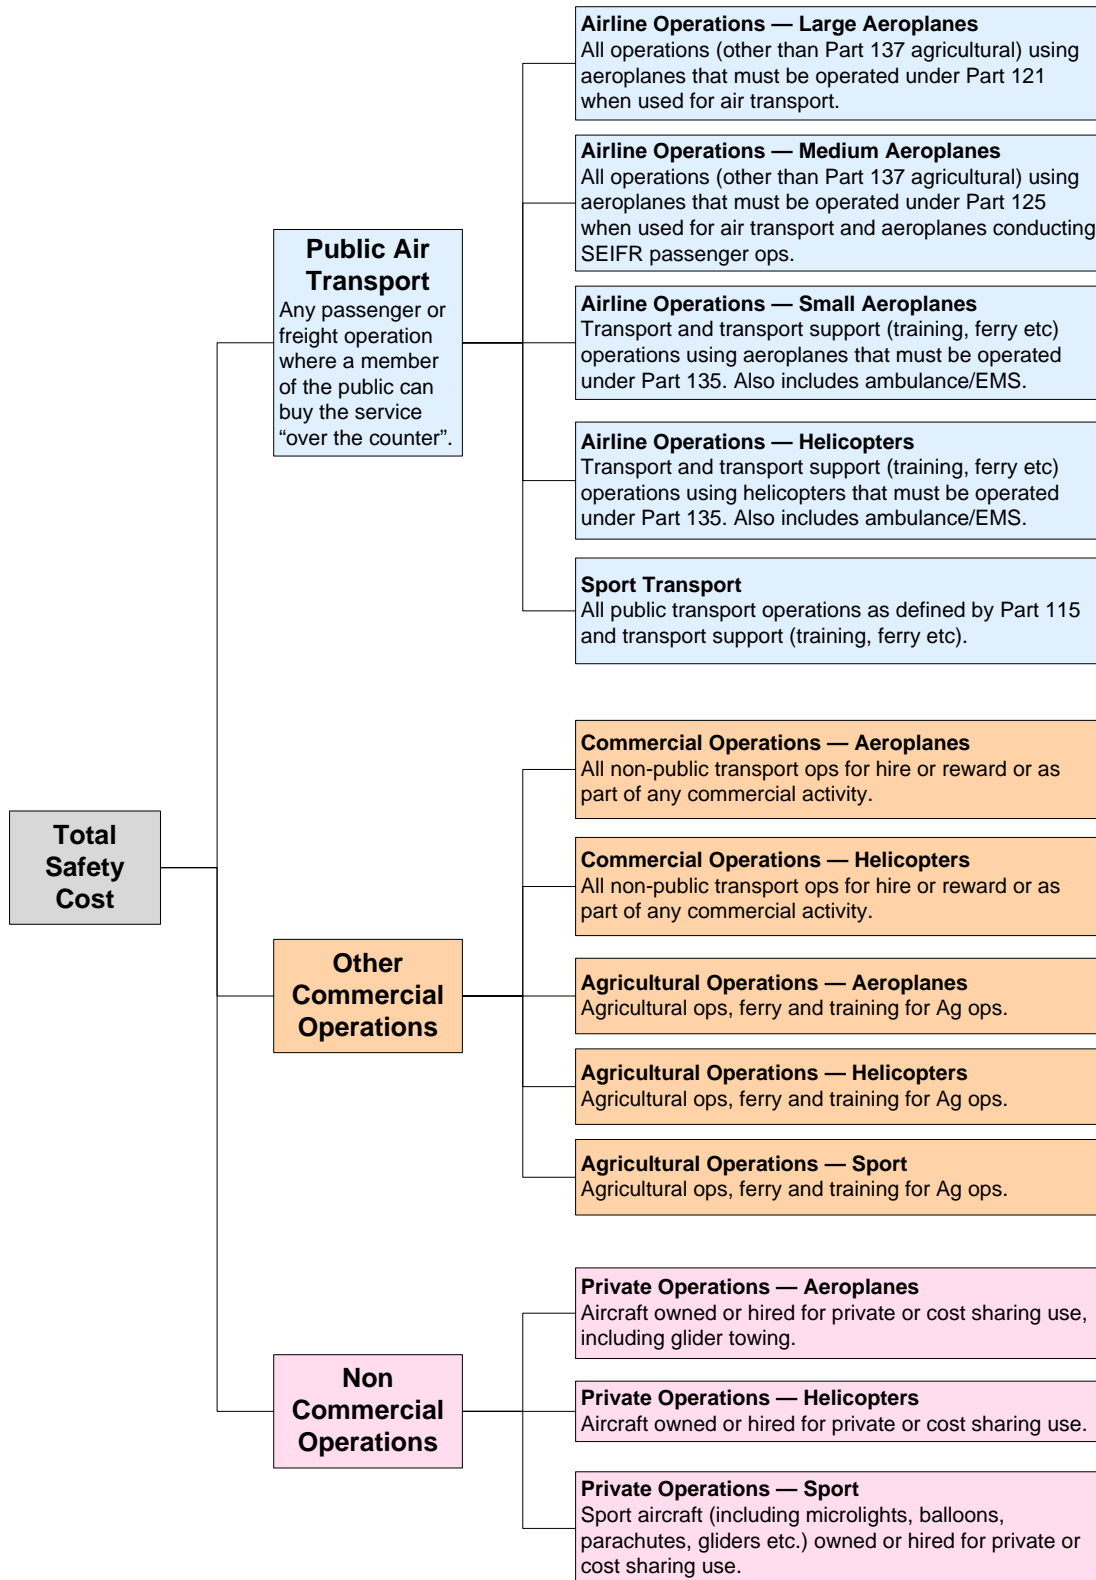 Airline Operations — Large Aeroplanes
All operations (other than Part 137 agricultural) using
aeroplanes that must be operated under Part 121
when used for air transport.
Airline Operations — Medium Aeroplanes
All operations (other than Part 137 agricultural) using
aeroplanes that must be operated under Part 125
when used for air transport and aeroplanes conducting
SEIFR passenger ops.
Public Air
Transport
Any passenger or
freight operation
where a member
of the public can
buy the service
“over the counter”.
Airline Operations — Small Aeroplanes
Transport and transport support (training, ferry etc)
operations using aeroplanes that must be operated
under Part 135. Also includes ambulance/EMS.
Airline Operations — Helicopters
Transport and transport support (training, ferry etc)
operations using helicopters that must be operated
under Part 135. Also includes ambulance/EMS.
Sport Transport
All public transport operations as defined by Part 115
and transport support (training, ferry etc).
Commercial Operations — Aeroplanes
All non-public transport ops for hire or reward or as
part of any commercial activity.
Total
Safety
Cost
Commercial Operations — Helicopters
All non-public transport ops for hire or reward or as
part of any commercial activity.
Other
Commercial
Operations
Agricultural Operations — Aeroplanes
Agricultural ops, ferry and training for Ag ops.
Agricultural Operations — Helicopters
Agricultural ops, ferry and training for Ag ops.
Agricultural Operations — Sport
Agricultural ops, ferry and training for Ag ops.
Private Operations — Aeroplanes
Aircraft owned or hired for private or cost sharing use,
including glider towing.
Non
Commercial
Operations
Private Operations — Helicopters
Aircraft owned or hired for private or cost sharing use.
Private Operations — Sport
Sport aircraft (including microlights, balloons,
parachutes, gliders etc.) owned or hired for private or
cost sharing use.